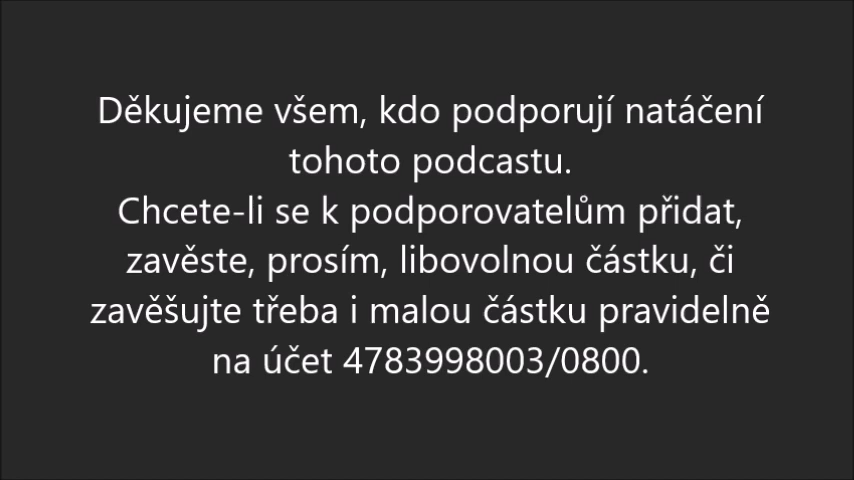 Děkujeme všem, kdo podporují natáčení
tohoto podcastu.
Chcete-li se k podporovatelům přidat,
zavěste, prosím, libovolnou částku, či
zavěšujte třeba i malou částku pravidelně
na účet 4783998003/0800.